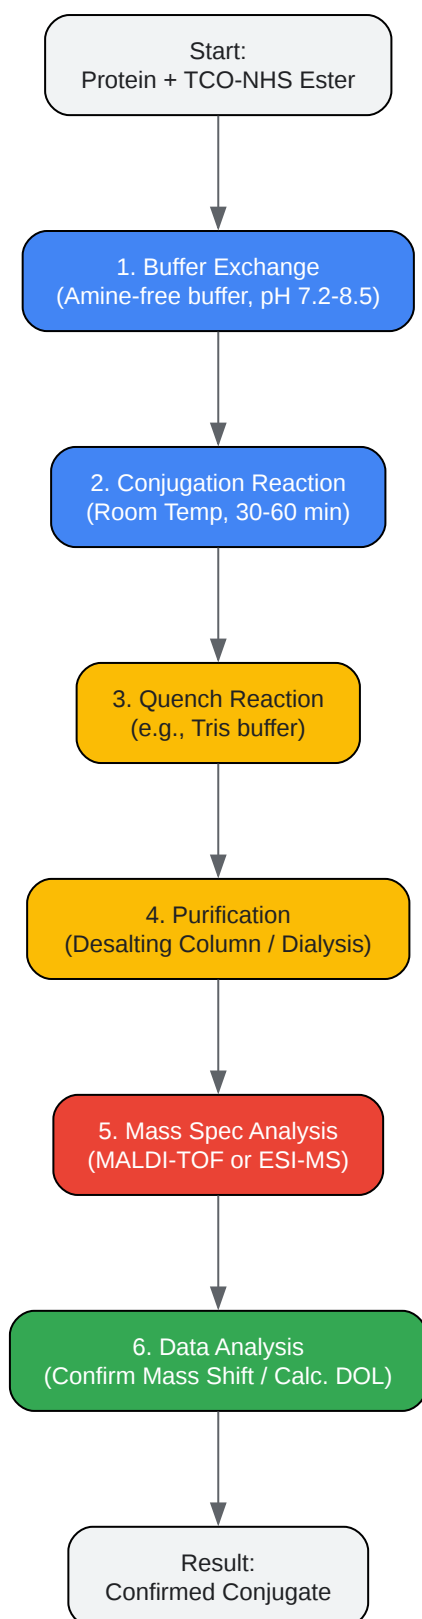 Start:
Protein + TCO-NHS Ester
1. Buffer Exchange
(Amine-free buffer, pH 7.2-8.5)
2. Conjugation Reaction
(Room Temp, 30-60 min)
3. Quench Reaction
(e.g., Tris buffer)
4. Purification
(Desalting Column / Dialysis)
5. Mass Spec Analysis
(MALDI-TOF or ESI-MS)
6. Data Analysis
(Confirm Mass Shift / Calc. DOL)
Result:
Confirmed Conjugate